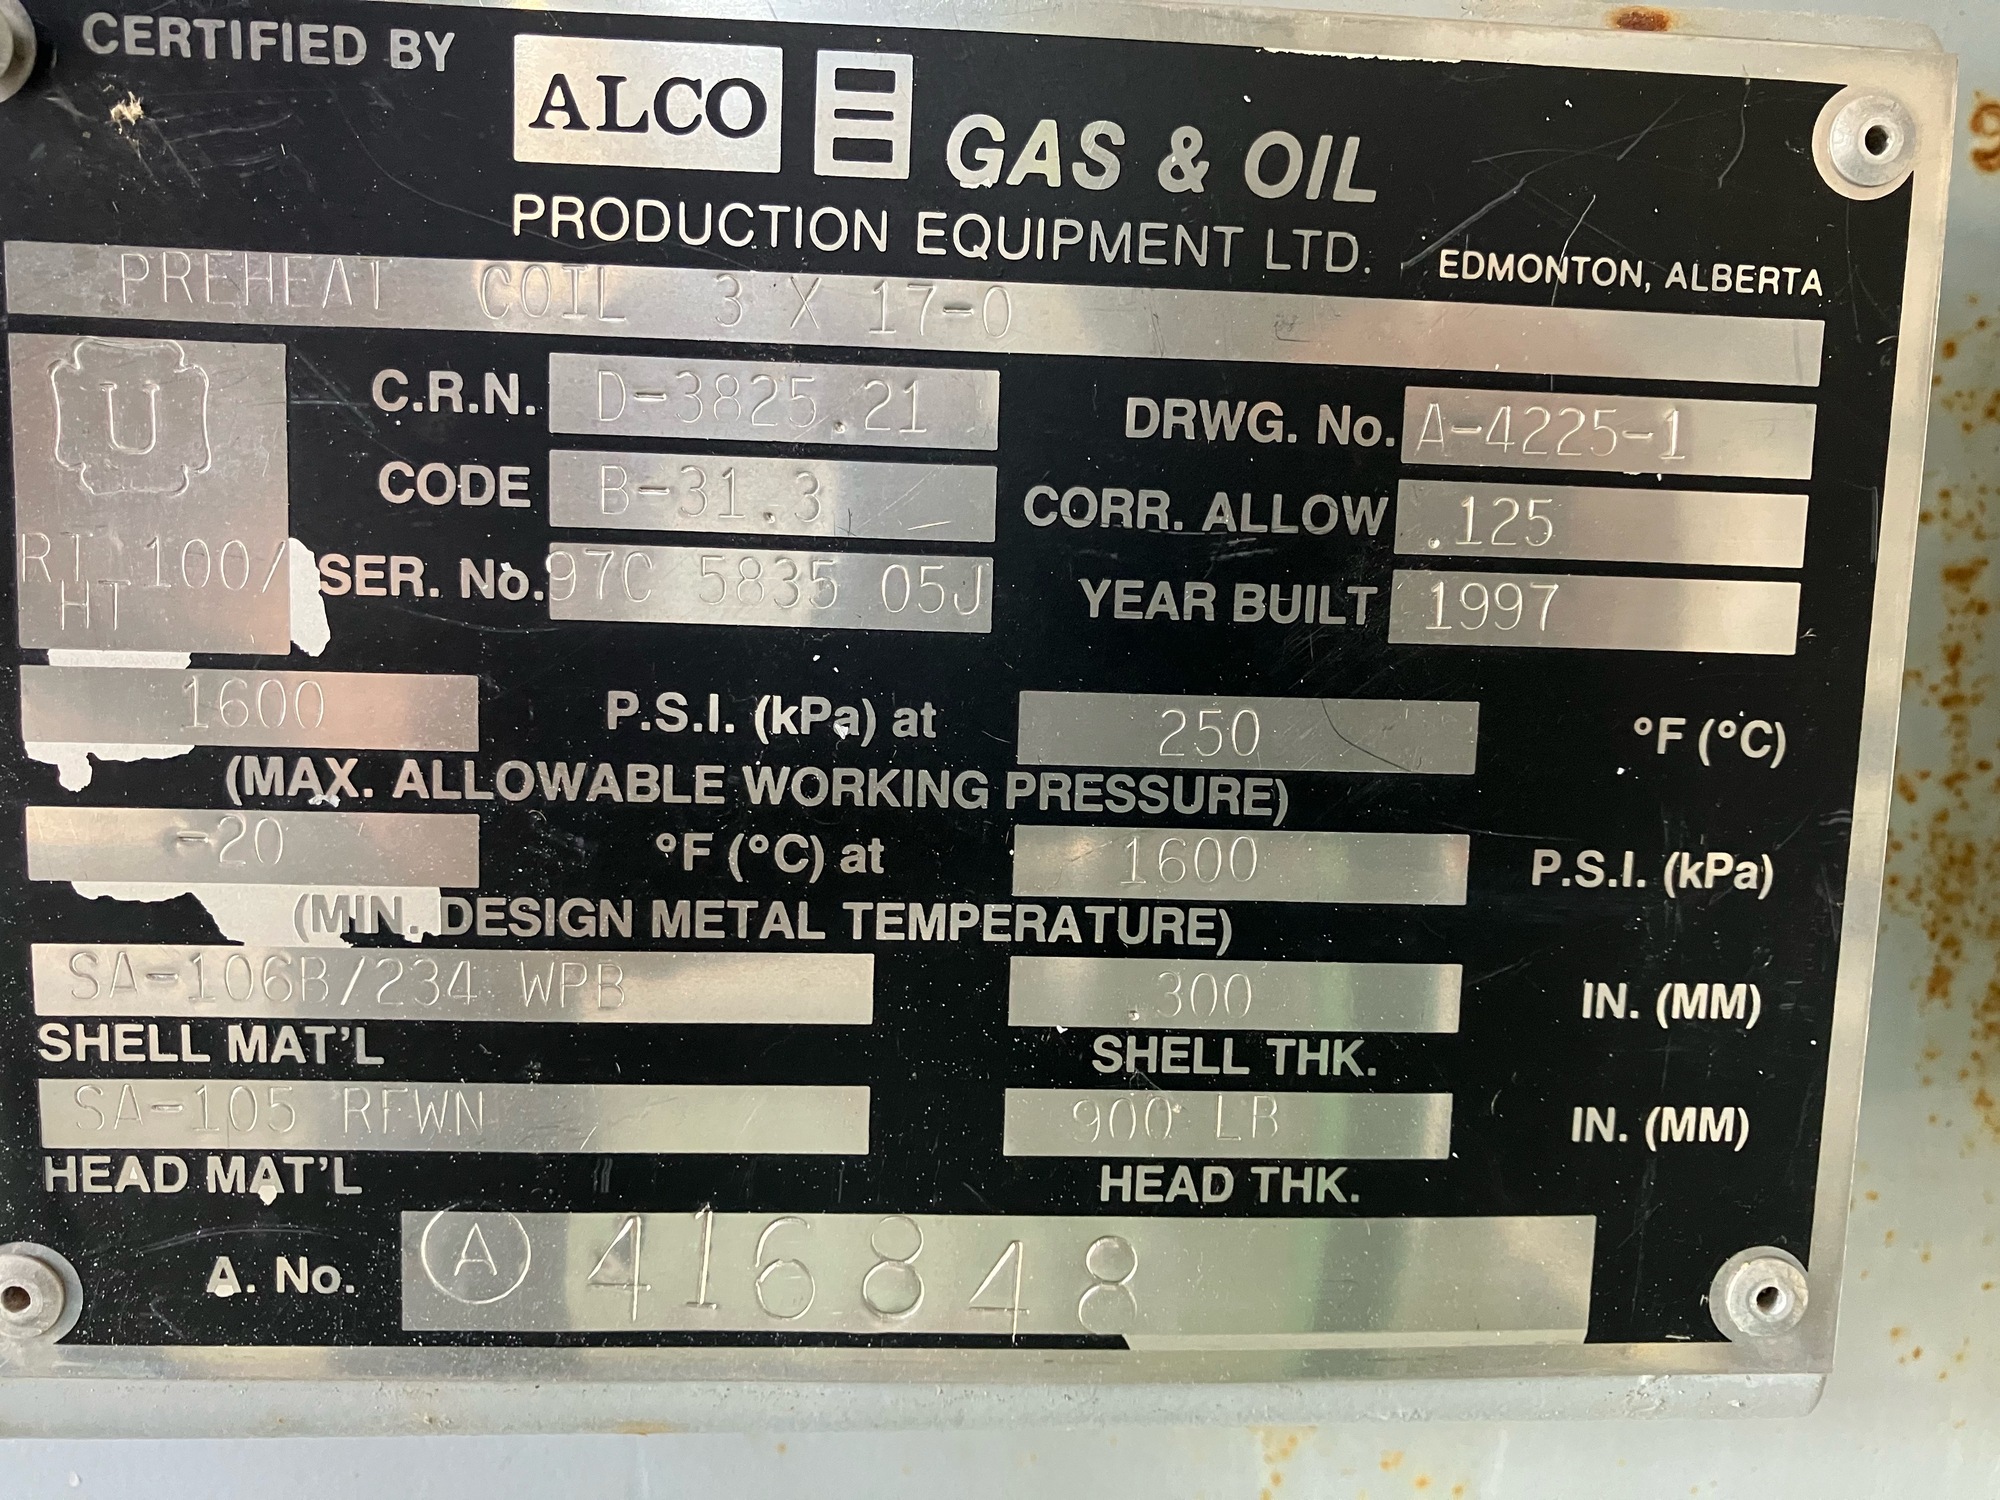 CERTIFIED BY ALCO GAS & OIL
PRODUCTION EQUIPMENT LTD. EDMONTON, ALBERTA
PREHEAT COIL 3 X 17-0
U
C.R.N. D-3825.21 DRWG. No. A-4225-1
CODE B-31.3 CORR. ALLOW .125
RT 100/
HT
SER. No. 97C 5835 05J YEAR BUILT 1997
1600 P.S.I. (kPa) at 250 °F (°C)
(MAX. ALLOWABLE WORKING PRESSURE)
-20 °F (°C) at 1600 P.S.I. (kPa)
(MIN. DESIGN METAL TEMPERATURE)
SA-106B/234 WPB .300 IN. (MM)
SHELL MAT'L SHELL THK.
SA-105 RFWN 900 LB IN. (MM)
HEAD MAT'L HEAD THK.
A. No. A 416848